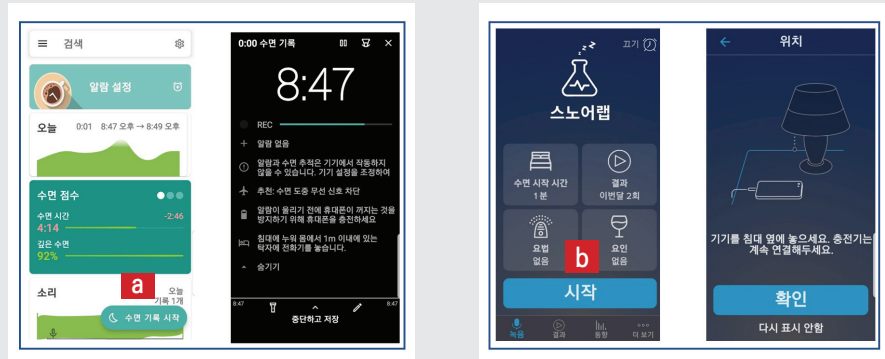 검색
알람 설정
오늘 0:01 8:47 오후 → 8:49 오후
수면 점수
수면 시간 -2:46
4:14
깊은 수면
92%
소리 a 오늘
기록 1개
수면 기록 시작
0:00 수면 기록
8:47
REC
알람 없음
알람과 수면 추적은 기기에서 작동하지
않을 수 있습니다. 기기 설정을 조정하여
추천: 수면 도중 무선 신호 차단
알람이 울리기 전에 휴대폰이 꺼지는 것을
방지하기 위해 휴대폰을 충전하세요
침대에 누워 몸에서 1m 이내에 있는
탁자에 전화기를 놓습니다.
숨기기
8:47 8:47
중단하고 저장
끄기
스노어랩
수면 시작 시간 결과
1 분 이번달 2회
요법 b 요인
없음 없음
시작
녹음 결과 동향 더 보기
위치
기기를 침대 옆에 놓으세요. 충전기는
계속 연결해두세요.
확인
다시 표시 안함